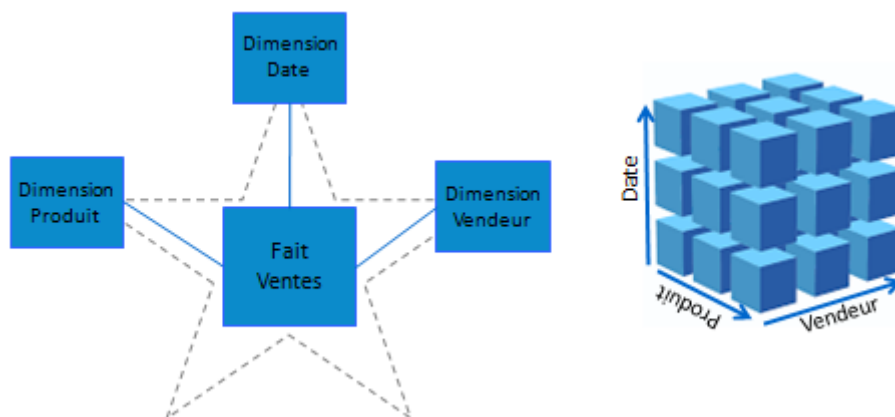 Dimension
Date
Dimension
Produit
Dimension
Vendeur
Fait
Ventes
Date
Produit
Vendeur